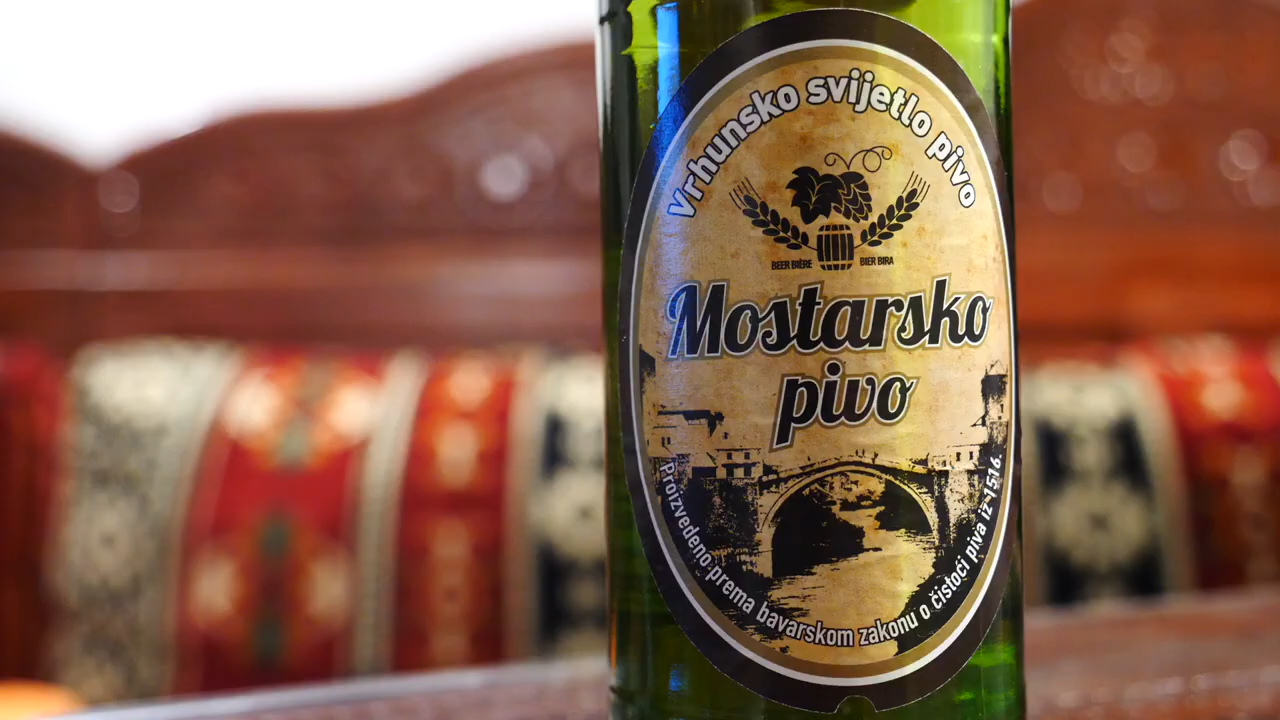 Vrhunsko svijetlo pivo
BEER BIÈRE BIER BIRA
Mostarsko
pivo
Proizvedeno prema bavarskom zakonu o čistoći piva iz 1516.